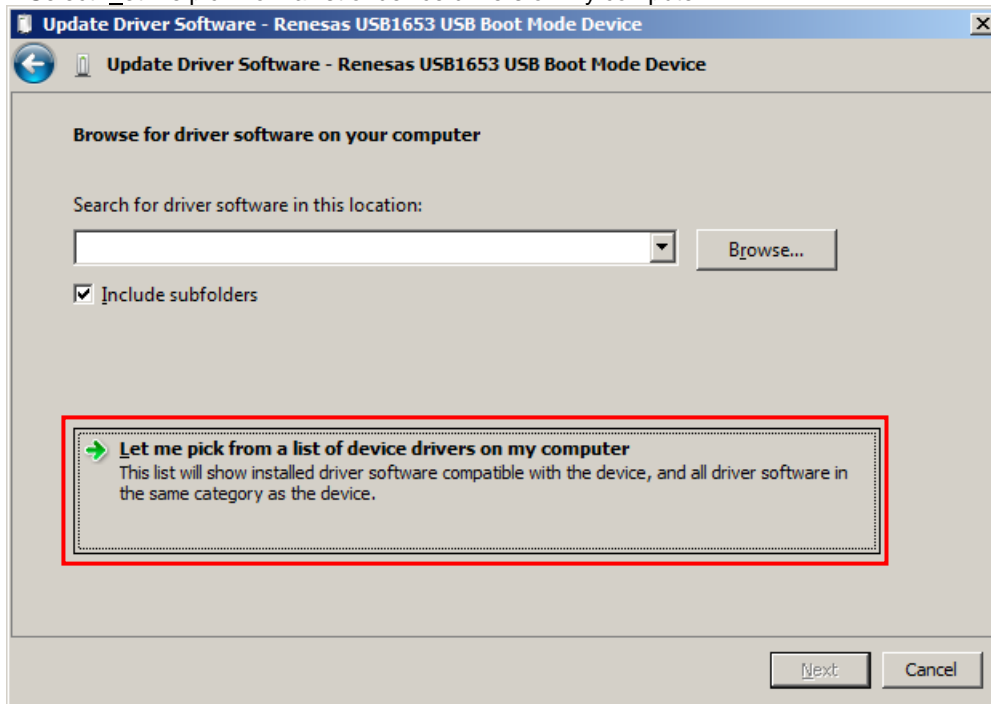 Update Driver Software - Renesas USB1653 USB Boot Mode Device
Update Driver Software - Renesas USB1653 USB Boot Mode Device
Browse for driver software on your computer
Search for driver software in this location:
Browse...
Include subfolders
Let me pick from a list of device drivers on my computer
This list will show installed driver software compatible with the device, and all driver software in
the same category as the device.
Next Cancel